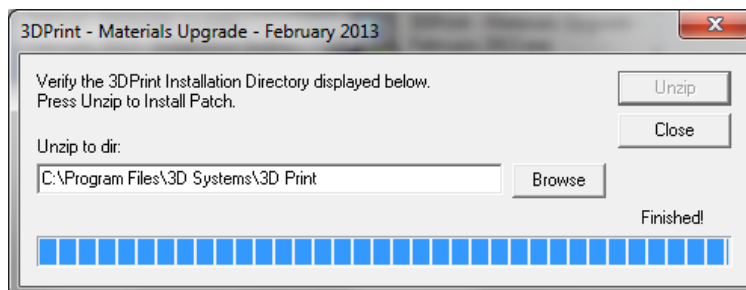 3DPrint - Materials Upgrade - February 2013
Verify the 3DPrint Installation Directory displayed below.
Press Unzip to Install Patch.
Unzip
Close
Unzip to dir:
C:\Program Files\3D Systems\3D Print
Browse
Finished!